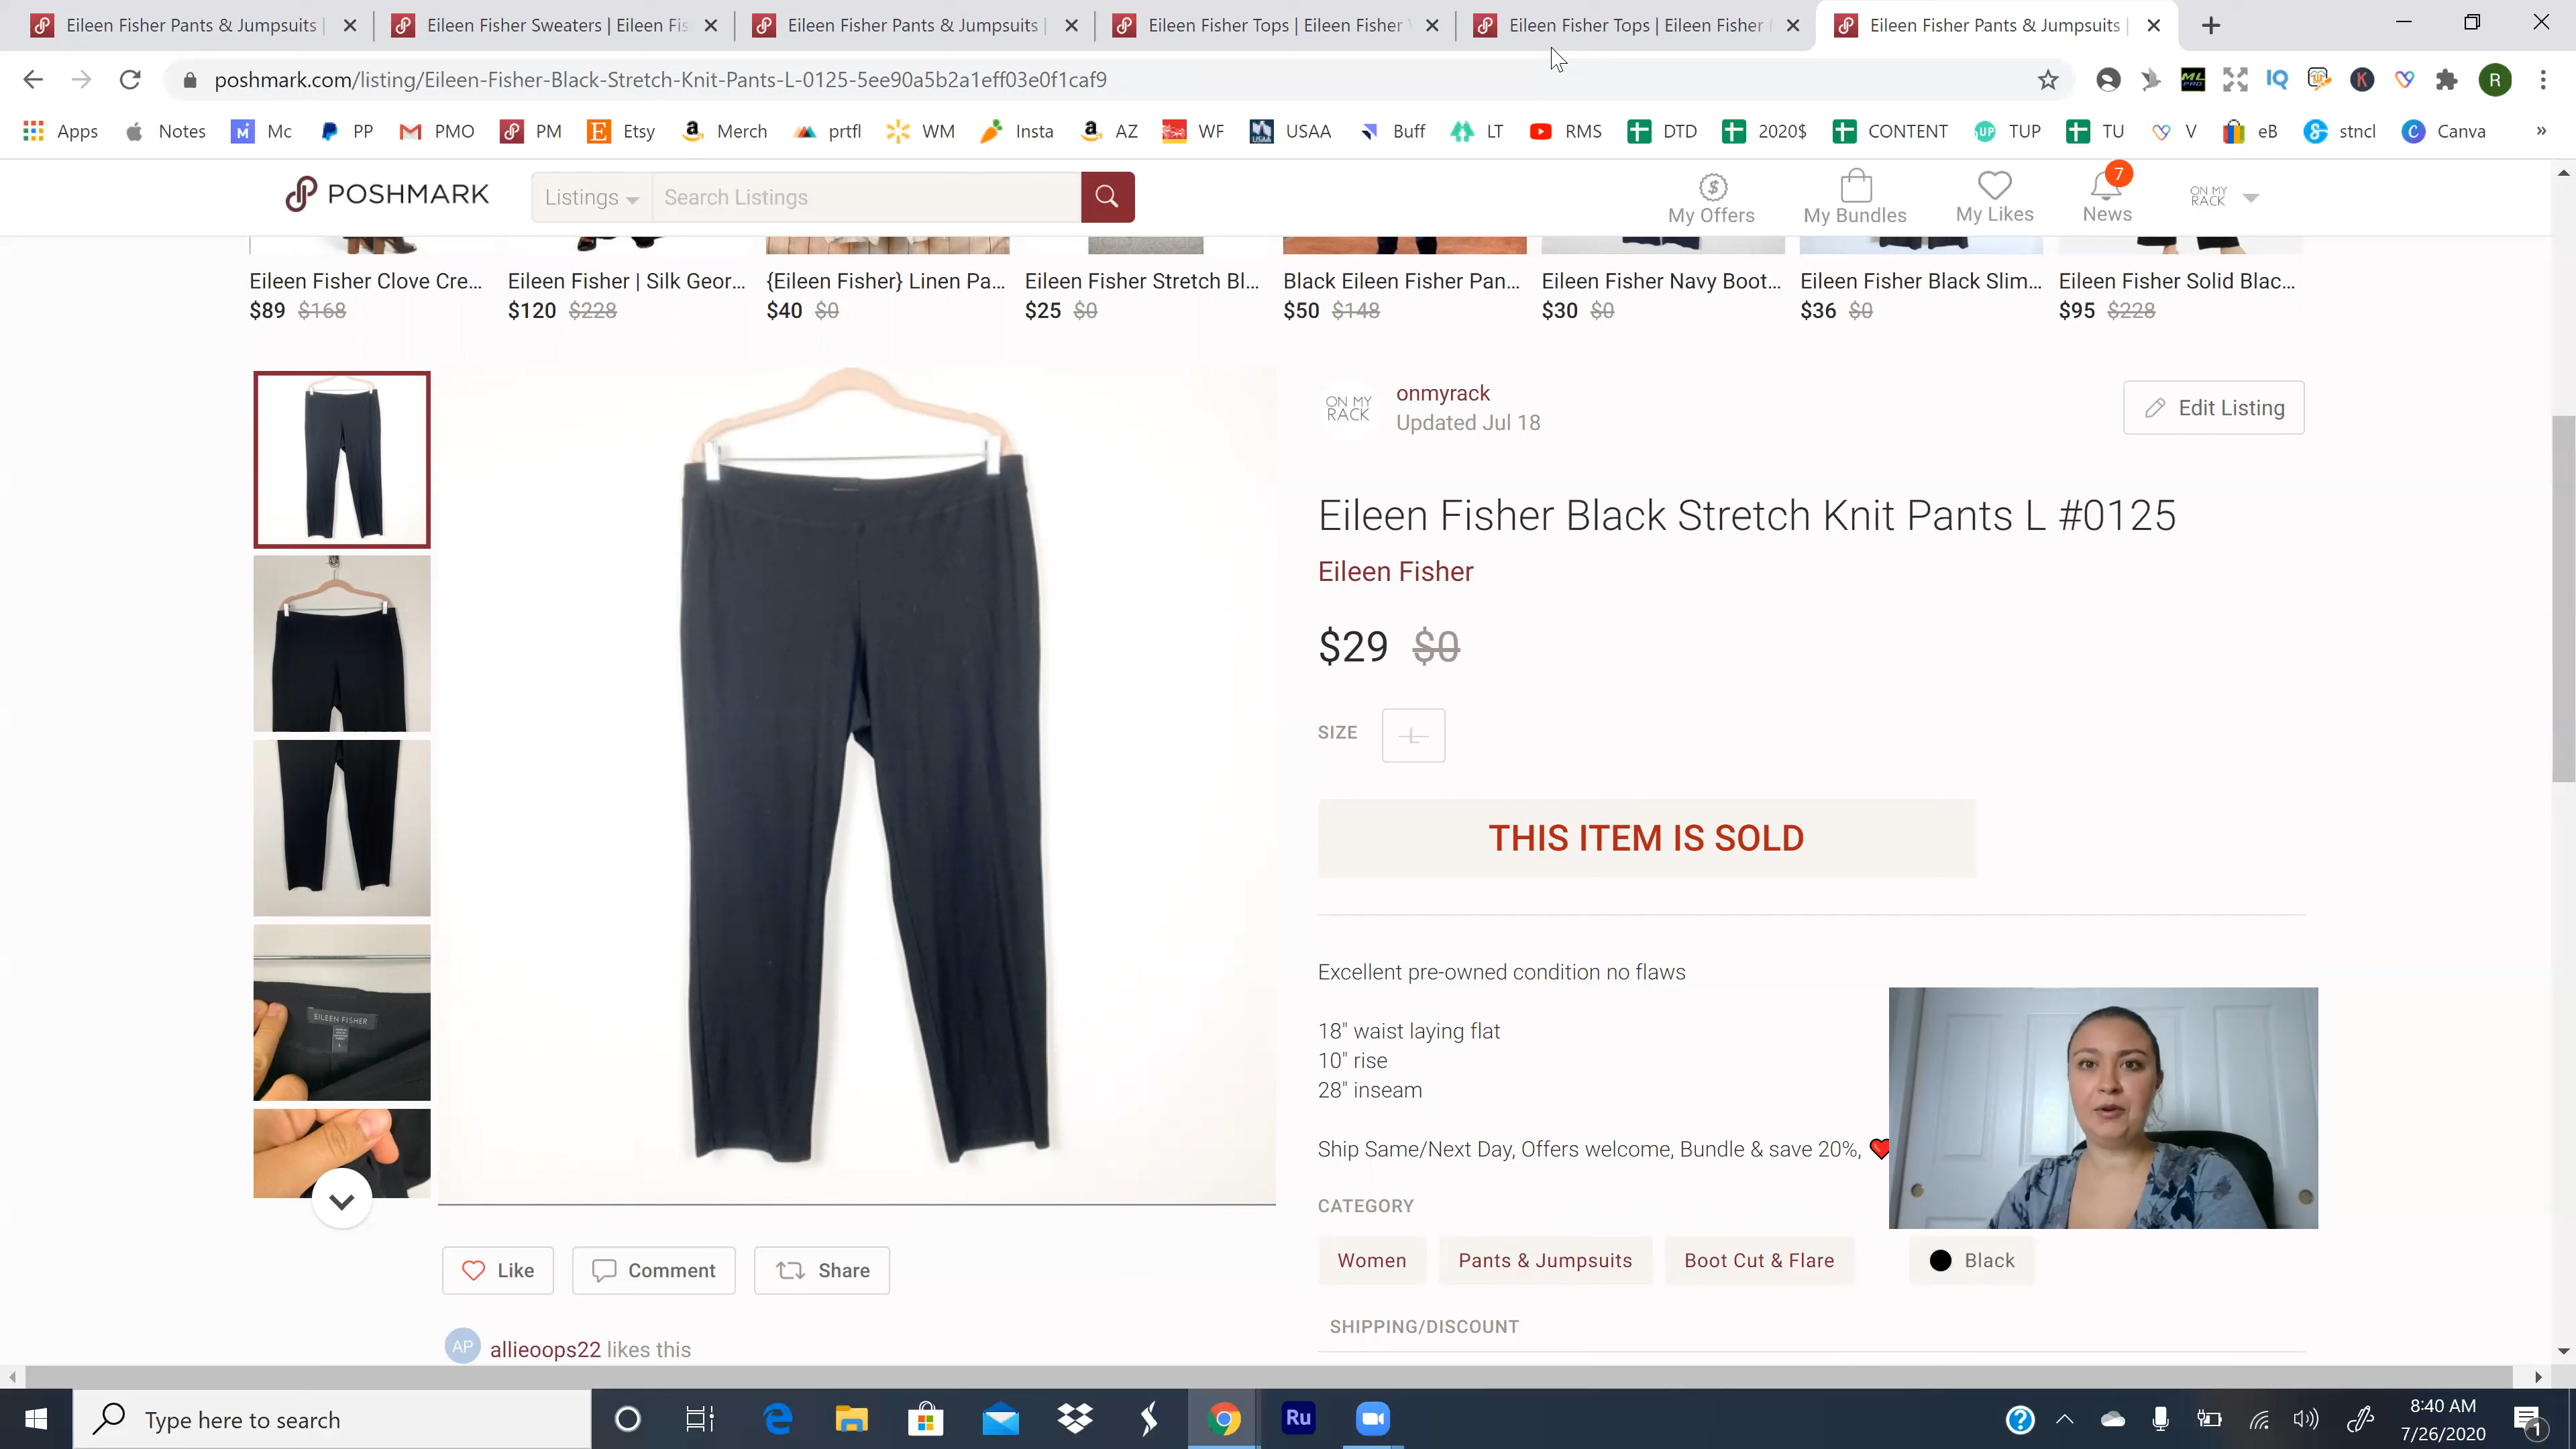 Eileen Fisher Pants & Jumpsuits |
Eileen Fisher Sweaters | Eileen Fis
Eileen Fisher Pants & Jumpsuits |
Eileen Fisher Tops | Eileen Fisher
Eileen Fisher Tops | Eileen Fisher
Eileen Fisher Pants & Jumpsuits |
poshmark.com/listing/Eileen-Fisher-Black-Stretch-Knit-Pants-L-0125-5ee90a5b2a1eff03e0f1caf9
R
Apps Notes Mc PP PMO PM Etsy Merch prtfl WM Insta AZ WF USAA Buff LT RMS DTD 2020$ CONTENT TUP TU V eB stncl Canva »
POSHMARK
Listings
Search Listings
My Offers
My Bundles
My Likes
7
News
ON MY RACK
Eileen Fisher Clove Cre...
$89 $168
Eileen Fisher | Silk Geor...
$120 $228
{Eileen Fisher} Linen Pa...
$40 $0
Eileen Fisher Stretch Bl...
$25 $0
Black Eileen Fisher Pan...
$50 $148
Eileen Fisher Navy Boot...
$30 $0
Eileen Fisher Black Slim...
$36 $0
Eileen Fisher Solid Blac...
$95 $228
EILEEN FISHER
ON MY
RACK
onmyrack
Updated Jul 18
Edit Listing
Eileen Fisher Black Stretch Knit Pants L #0125
Eileen Fisher
$29 $0
SIZE L
THIS ITEM IS SOLD
Excellent pre-owned condition no flaws
18" waist laying flat
10" rise
28" inseam
Ship Same/Next Day, Offers welcome, Bundle & save 20%,
CATEGORY
Women
Pants & Jumpsuits
Boot Cut & Flare
Black
SHIPPING/DISCOUNT
Like
Comment
Share
AP
allieoops22 likes this
Type here to search
Ru
8:40 AM
7/26/2020
1